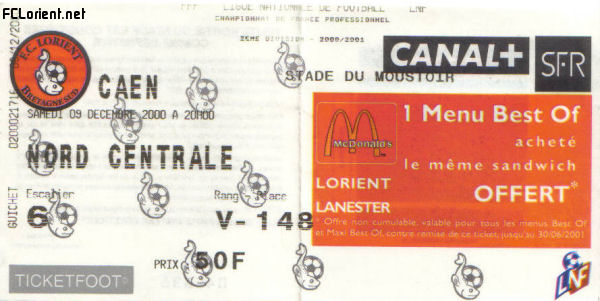 FCLorient.net
LIGUE NATIONALE DE FOOTBALL LNF
CHAMPIONNAT DE FRANCE PROFESSIONNEL
2EME DIVISION - 2000/2001
F.C. LORIENT
BRETAGNE SUD
CAEN
STADE DU MOUSTOIR
SAMEDI 09 DECEMBRE 2000 A 20H00
NORD CENTRALE
Escalier Rang Place
6 V- 148
PRIX 50F
GUICHET 0200021716
TICKETFOOT
CANAL+
SFR
McDonald's
1 Menu Best Of
acheté
le même sandwich
OFFERT*
LORIENT
LANESTER
*Offre non cumulable, valable pour tous les menus Best Of
et Maxi Best Of, contre remise de ce ticket, jusqu'au 30/06/2001
LNF